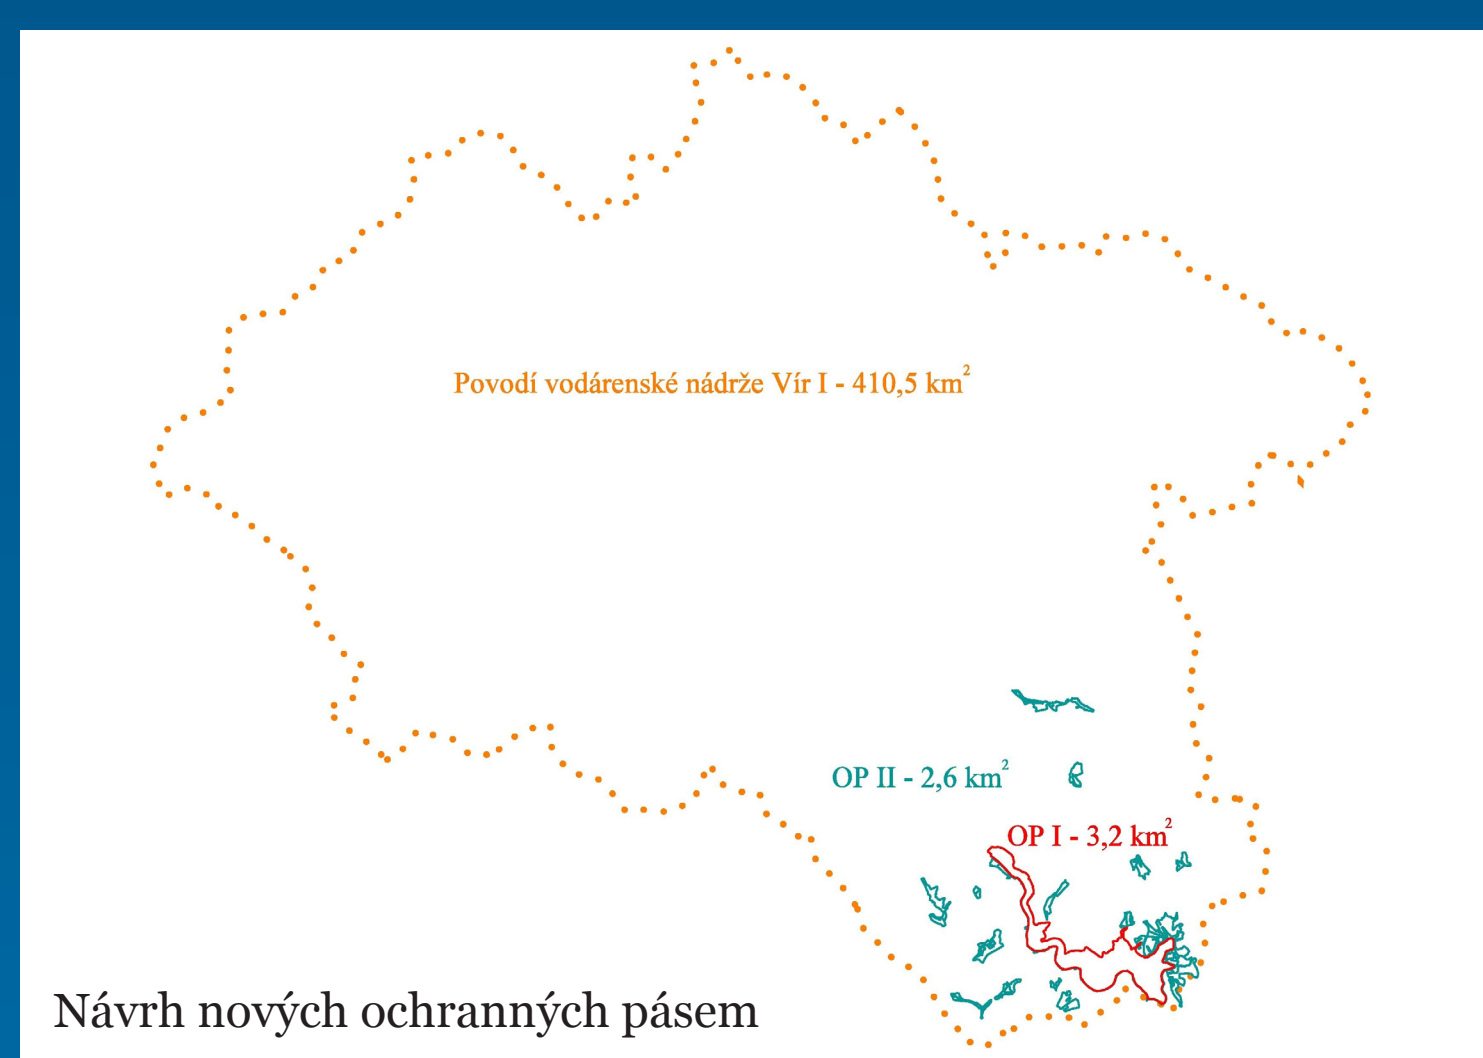 Povodí vodárenské nádrže Vír I - 410,5 km²
OP II - 2,6 km²
OP I - 3,2 km²
Návrh nových ochranných pásem